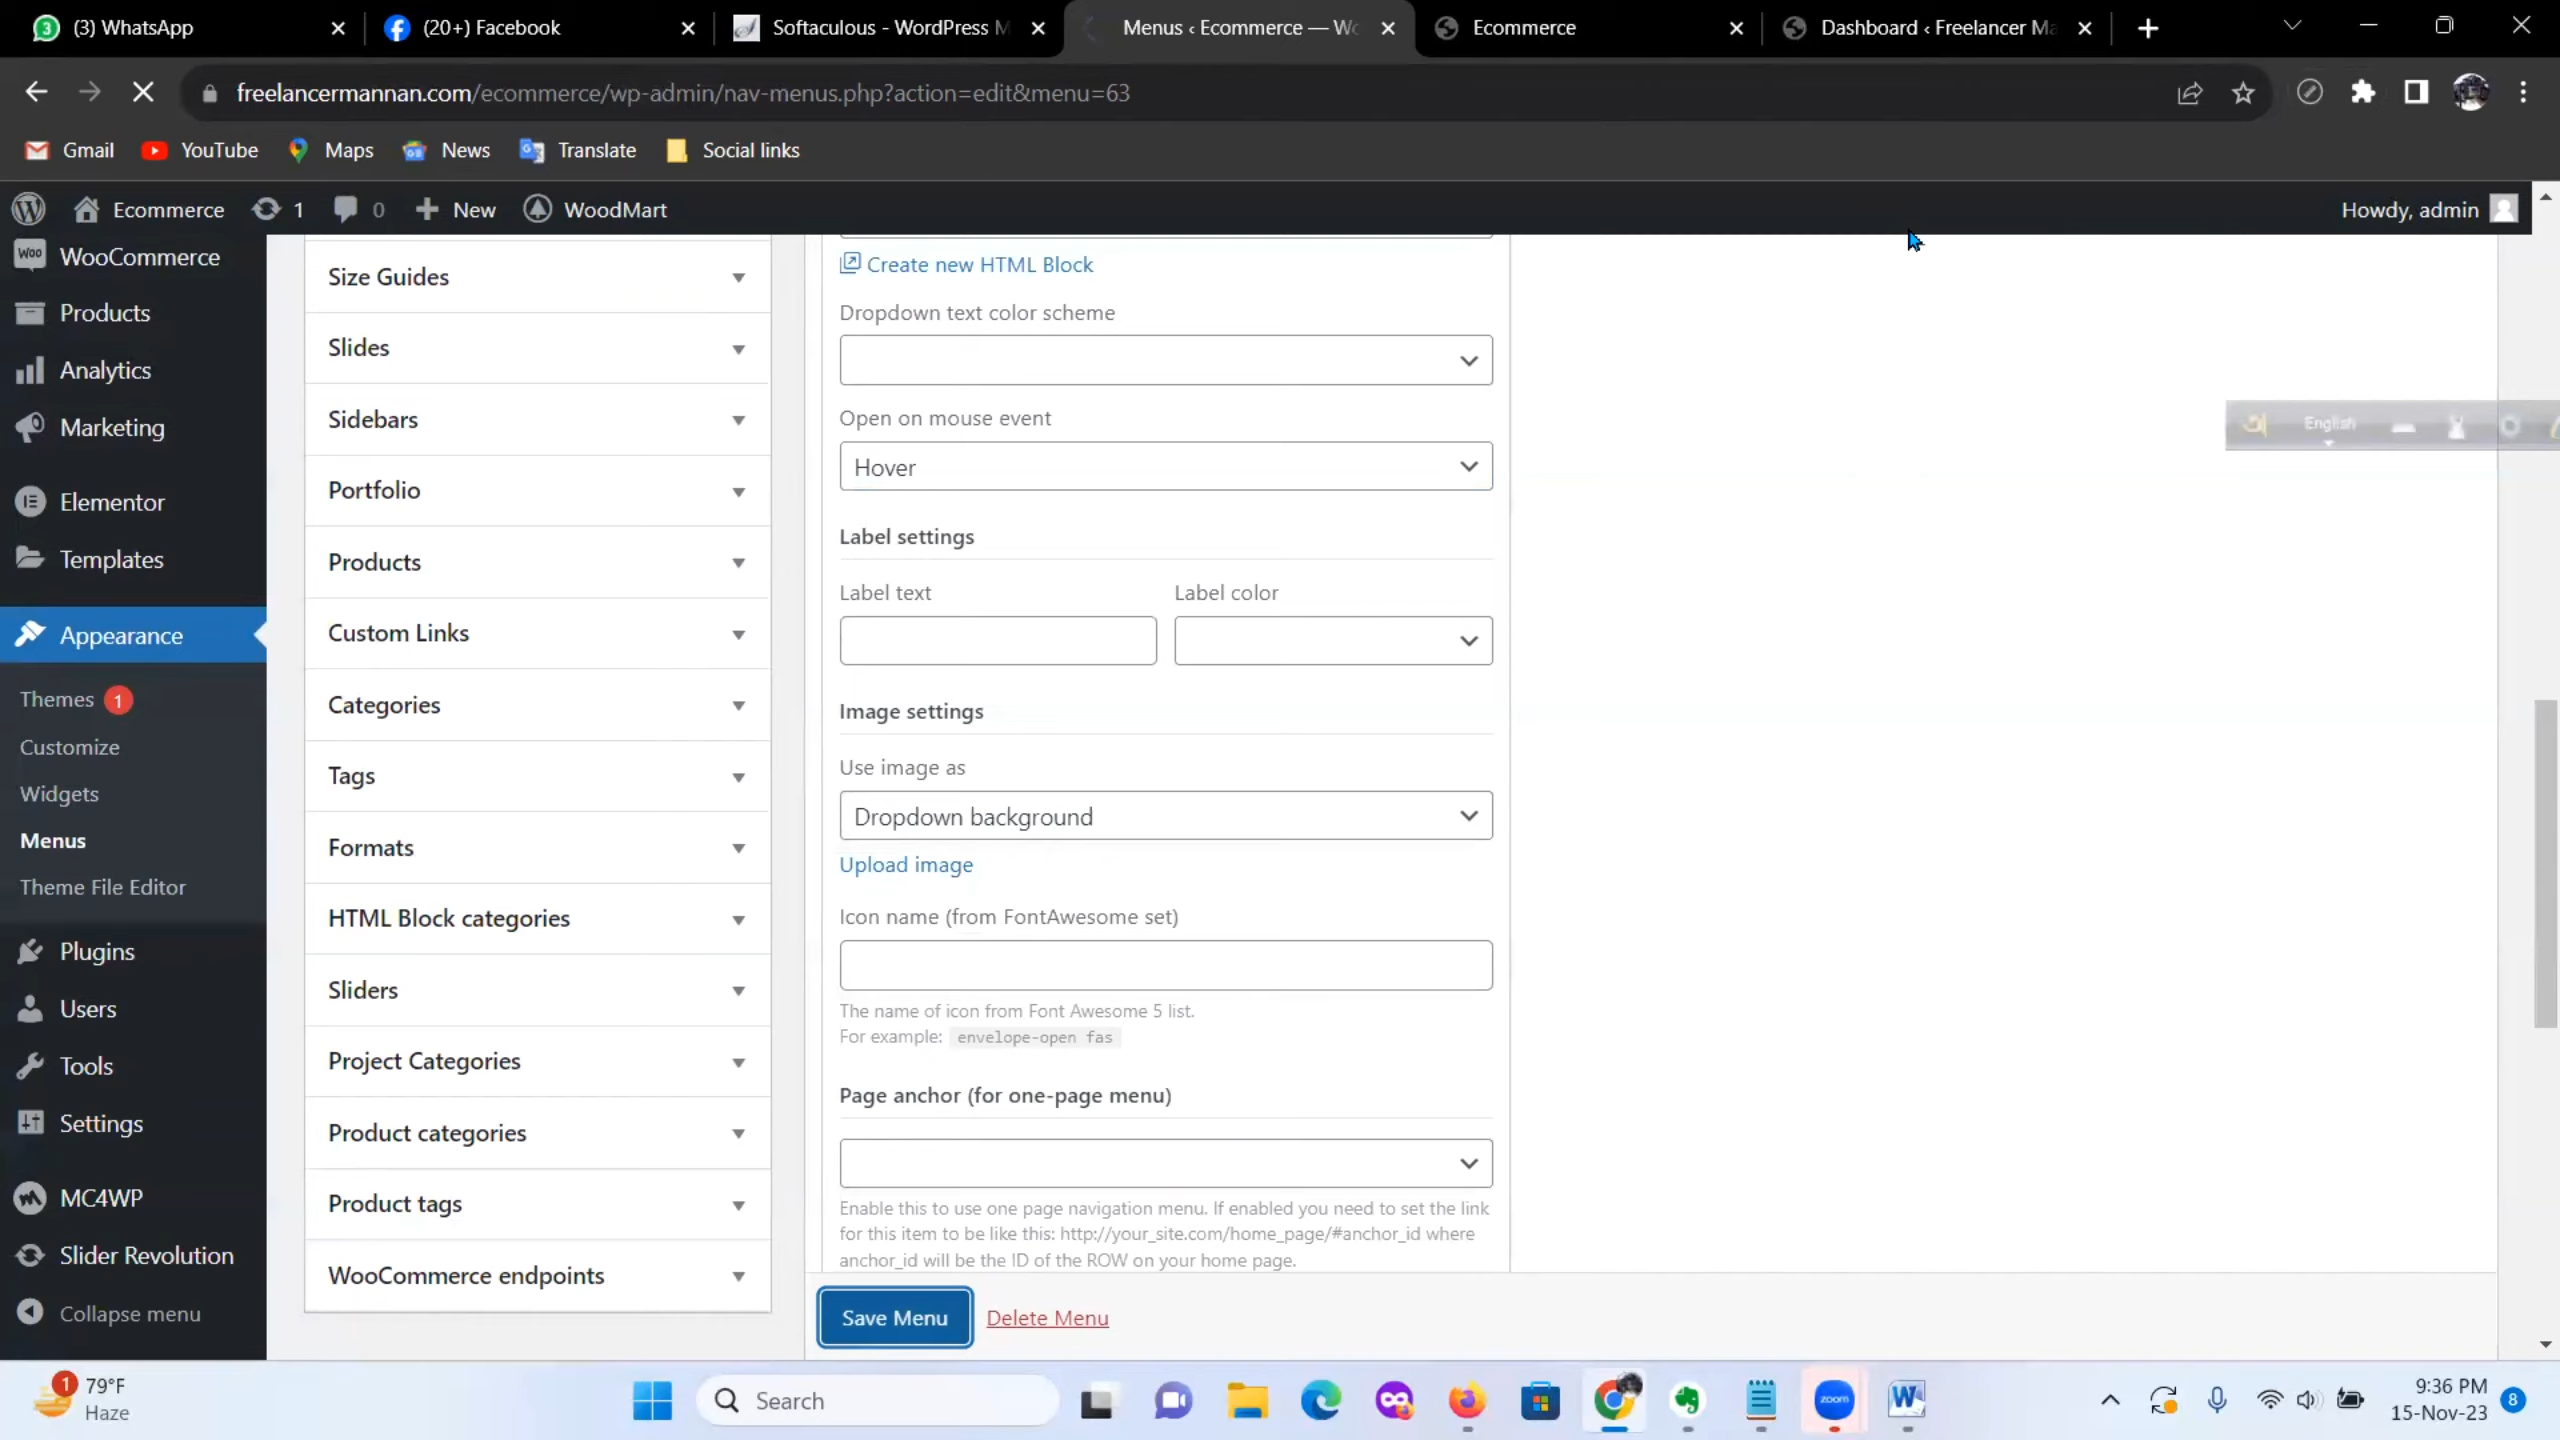 (3) WhatsApp
(20+) Facebook
Softaculous - WordPress M
Menus ‹ Ecommerce — Wo
Ecommerce
Dashboard ‹ Freelancer Ma
freelancermannan.com/ecommerce/wp-admin/nav-menus.php?action=edit&menu=63
Gmail
YouTube
Maps
News
Translate
Social links
Ecommerce
1
0
New
WoodMart
Howdy, admin
WooCommerce
Products
Analytics
Marketing
Elementor
Templates
Appearance
Themes 1
Customize
Widgets
Menus
Theme File Editor
Plugins
Users
Tools
Settings
MC4WP
Slider Revolution
Collapse menu
Size Guides
Slides
Sidebars
Portfolio
Products
Custom Links
Categories
Tags
Formats
HTML Block categories
Sliders
Project Categories
Product categories
Product tags
WooCommerce endpoints
Create new HTML Block
Dropdown text color scheme
Open on mouse event
Hover
Label settings
Label text
Label color
Image settings
Use image as
Dropdown background
Upload image
Icon name (from FontAwesome set)
The name of icon from Font Awesome 5 list.
For example: envelope-open fas
Page anchor (for one-page menu)
Enable this to use one page navigation menu. If enabled you need to set the link
for this item to be like this: http://your_site.com/home_page/#anchor_id where
anchor_id will be the ID of the ROW on your home page.
Save Menu
Delete Menu
English
1
79°F
Haze
Search
zoom
9:36 PM
15-Nov-23
8